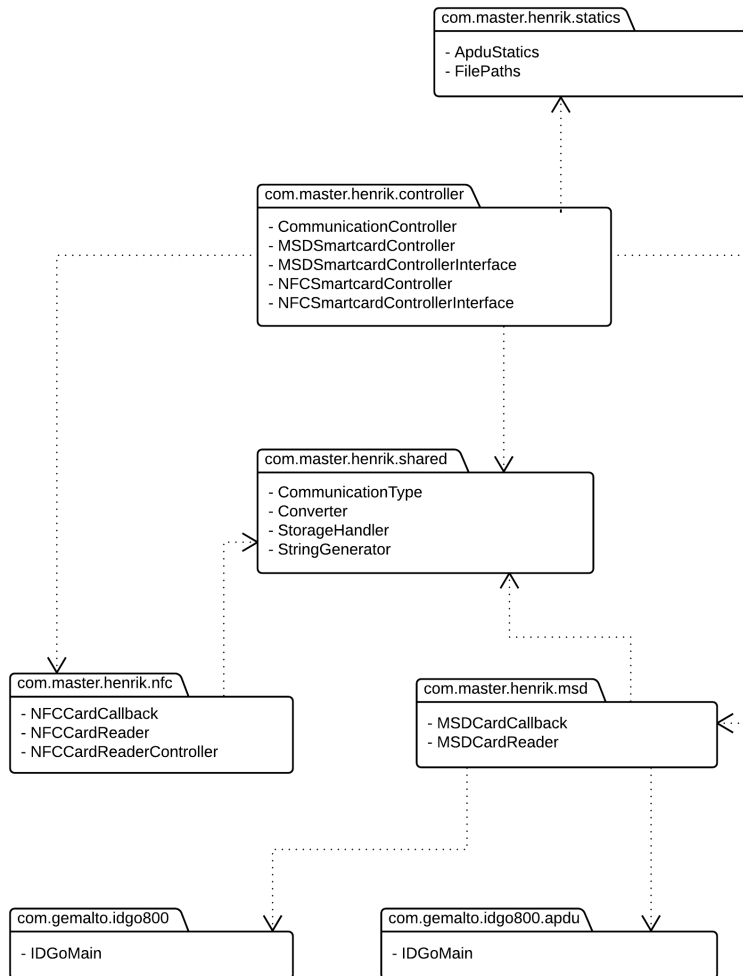 com.master.henrik.statics
- ApduStatics
- FilePaths
com.master.henrik.controller
- CommunicationController
- MSDSmartcardController
- MSDSmartcardControllerInterface
- NFCSmartcardController
- NFCSmartcardControllerInterface
com.master.henrik.shared
- CommunicationType
- Converter
- StorageHandler
- StringGenerator
com.master.henrik.nfc
- NFCCardCallback
- NFCCardReader
- NFCCardReaderController
com.master.henrik.msd
- MSDCardCallback
- MSDCardReader
com.gemalto.idgo800
- IDGoMain
com.gemalto.idgo800.apdu
- IDGoMain